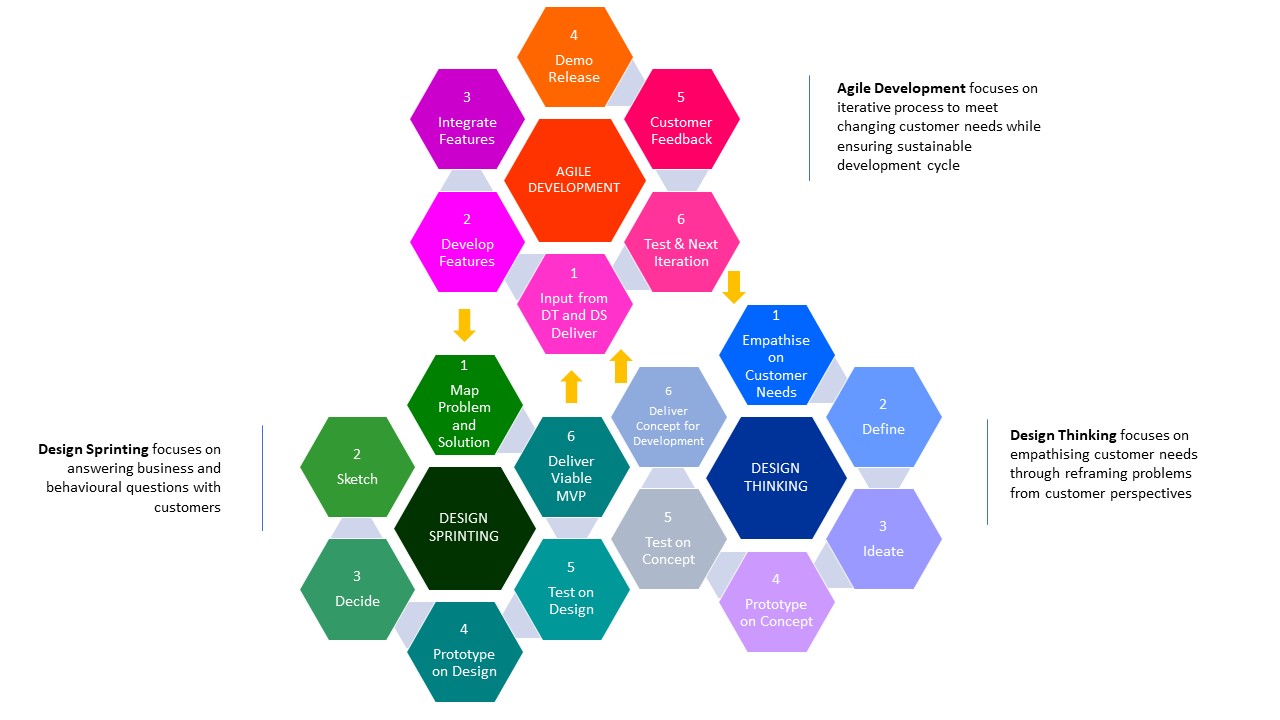 4
Demo
Release
3
Integrate
Features
5
Customer
Feedback
AGILE
DEVELOPMENT
2
Develop
Features
6
Test & Next
Iteration
1
Input from
DT and DS
Deliver
Agile Development focuses on
iterative process to meet
changing customer needs while
ensuring sustainable
development cycle
1
Map
Problem
and
Solution
2
Sketch
6
Deliver
Viable
MVP
DESIGN
SPRINTING
3
Decide
5
Test on
Design
4
Prototype
on Design
Design Sprinting focuses on
answering business and
behavioural questions with
customers
1
Empathise
on
Customer
Needs
6
Deliver
Concept for
Development
2
Define
DESIGN
THINKING
5
Test on
Concept
3
Ideate
4
Prototype
on Concept
Design Thinking focuses on
empathising customer needs
through reframing problems
from customer perspectives